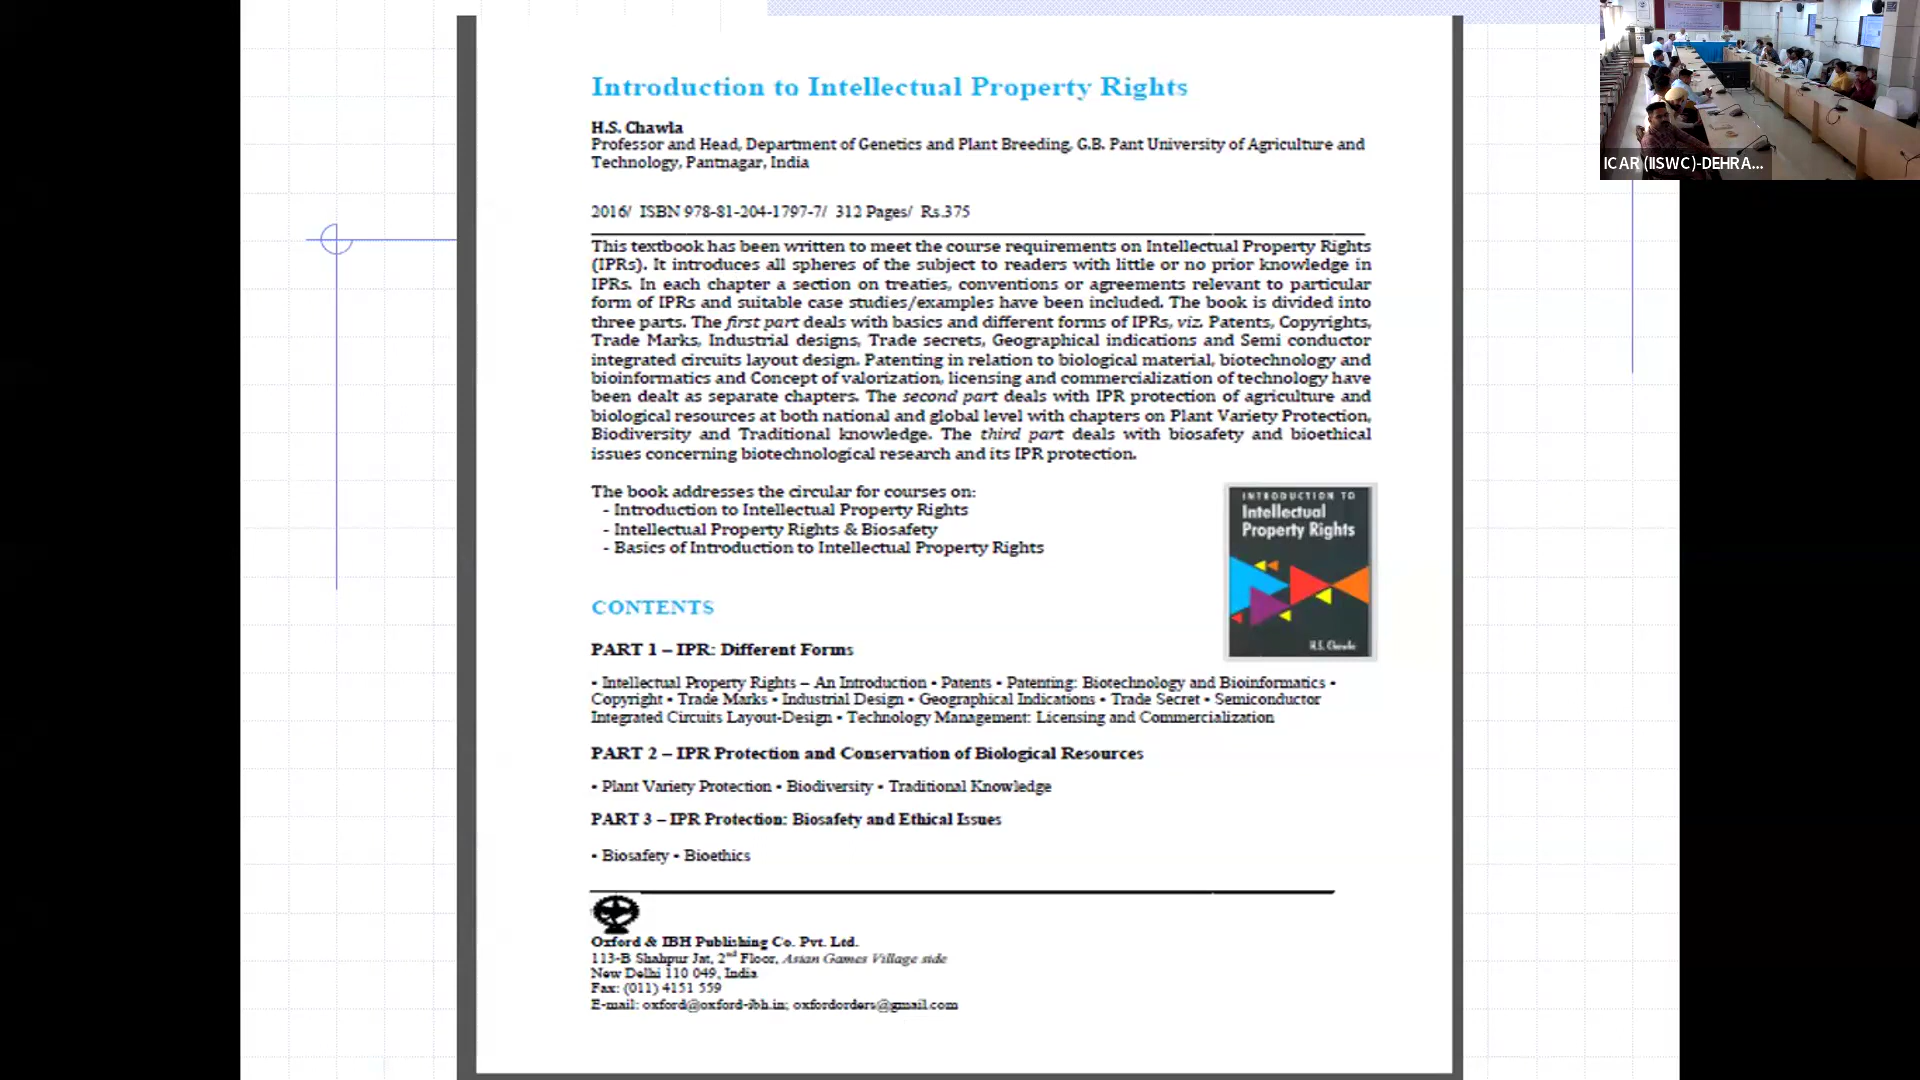 Introduction to Intellectual Property Rights
H.S. Chawla
Professor and Head, Department of Genetics and Plant Breeding, G.B. Pant University of Agriculture and
Technology, Pantnagar, India
2016/ ISBN 978-81-204-1797-7/ 312 Pages/ Rs.375
This textbook has been written to meet the course requirements on Intellectual Property Rights
(IPRs). It introduces all spheres of the subject to readers with little or no prior knowledge in
IPRs. In each chapter a section on treaties, conventions or agreements relevant to particular
form of IPRs and suitable case studies/examples have been included. The book is divided into
three parts. The first part deals with basics and different forms of IPRs, viz. Patents, Copyrights,
Trade Marks, Industrial designs, Trade secrets, Geographical indications and Semi conductor
integrated circuits layout design. Patenting in relation to biological material, biotechnology and
bioinformatics and Concept of valorization, licensing and commercialization of technology have
been dealt as separate chapters. The second part deals with IPR protection of agriculture and
biological resources at both national and global level with chapters on Plant Variety Protection,
Biodiversity and Traditional knowledge. The third part deals with biosafety and bioethical
issues concerning biotechnological research and its IPR protection.
The book addresses the circular for courses on:
- Introduction to Intellectual Property Rights
- Intellectual Property Rights & Biosafety
- Basics of Introduction to Intellectual Property Rights
INTRODUCTION TO
Intellectual
Property Rights
H.S. Chawla
CONTENTS
PART 1 – IPR: Different Forms
• Intellectual Property Rights – An Introduction • Patents • Patenting: Biotechnology and Bioinformatics •
Copyright • Trade Marks • Industrial Design • Geographical Indications • Trade Secret • Semiconductor
Integrated Circuits Layout-Design • Technology Management: Licensing and Commercialization
PART 2 – IPR Protection and Conservation of Biological Resources
• Plant Variety Protection • Biodiversity • Traditional Knowledge
PART 3 – IPR Protection: Biosafety and Ethical Issues
• Biosafety • Bioethics
Oxford & IBH Publishing Co. Pvt. Ltd.
113-B Shahpur Jat, 2nd Floor, Asian Games Village side
New Delhi 110 049, India
Fax: (011) 4151 559
E-mail: oxford@oxford-ibh.in; oxfordorders@gmail.com
ICAR (IISWC)-DEHRA...